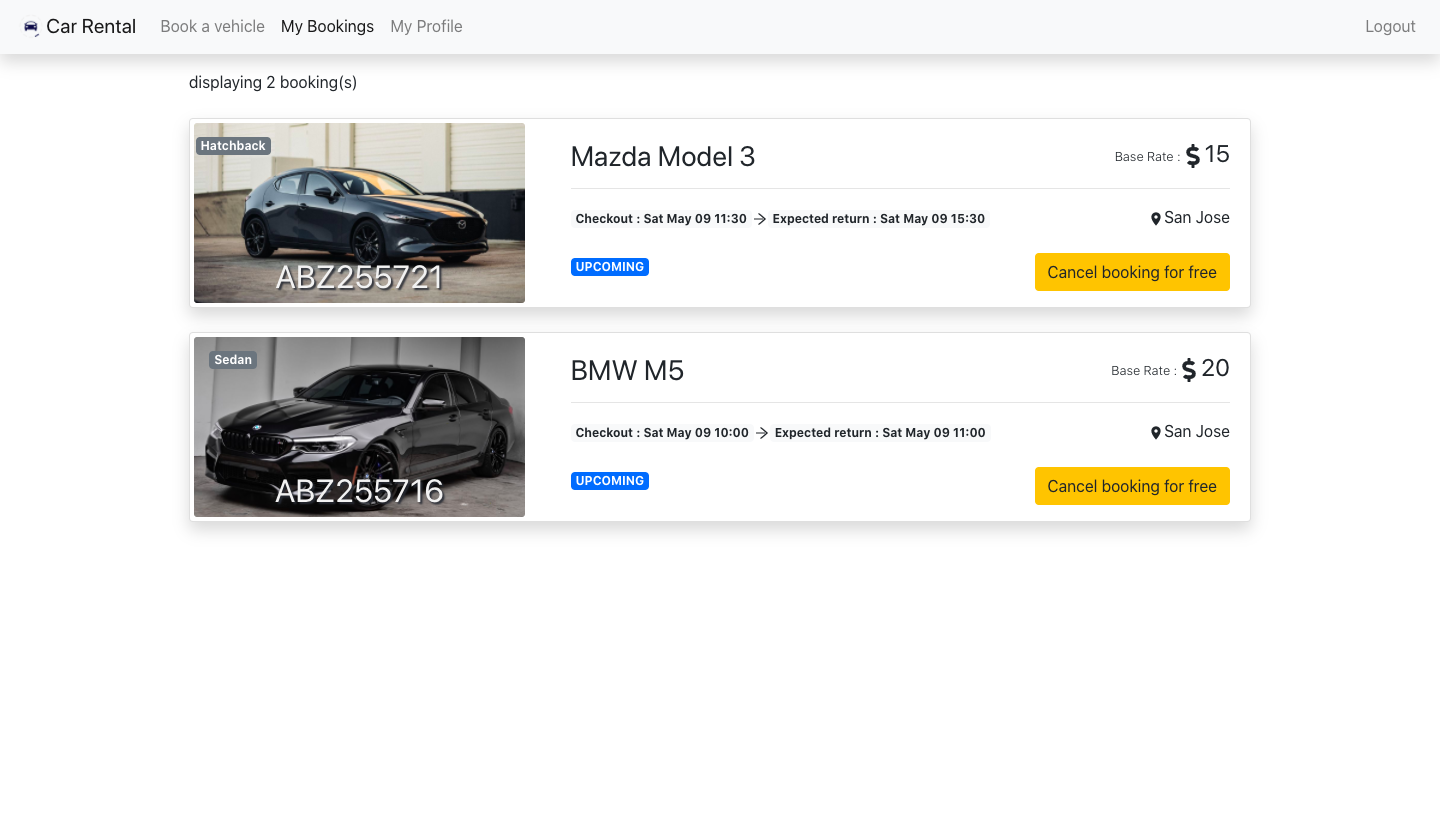 Car Rental Book a vehicle My Bookings My Profile Logout
displaying 2 booking(s)
Hatchback
ABZ255721
Mazda Model 3
Base Rate : $ 15
Checkout : Sat May 09 11:30 → Expected return : Sat May 09 15:30
San Jose
UPCOMING
Cancel booking for free
Sedan
ABZ255716
BMW M5
Base Rate : $ 20
Checkout : Sat May 09 10:00 → Expected return : Sat May 09 11:00
San Jose
UPCOMING
Cancel booking for free